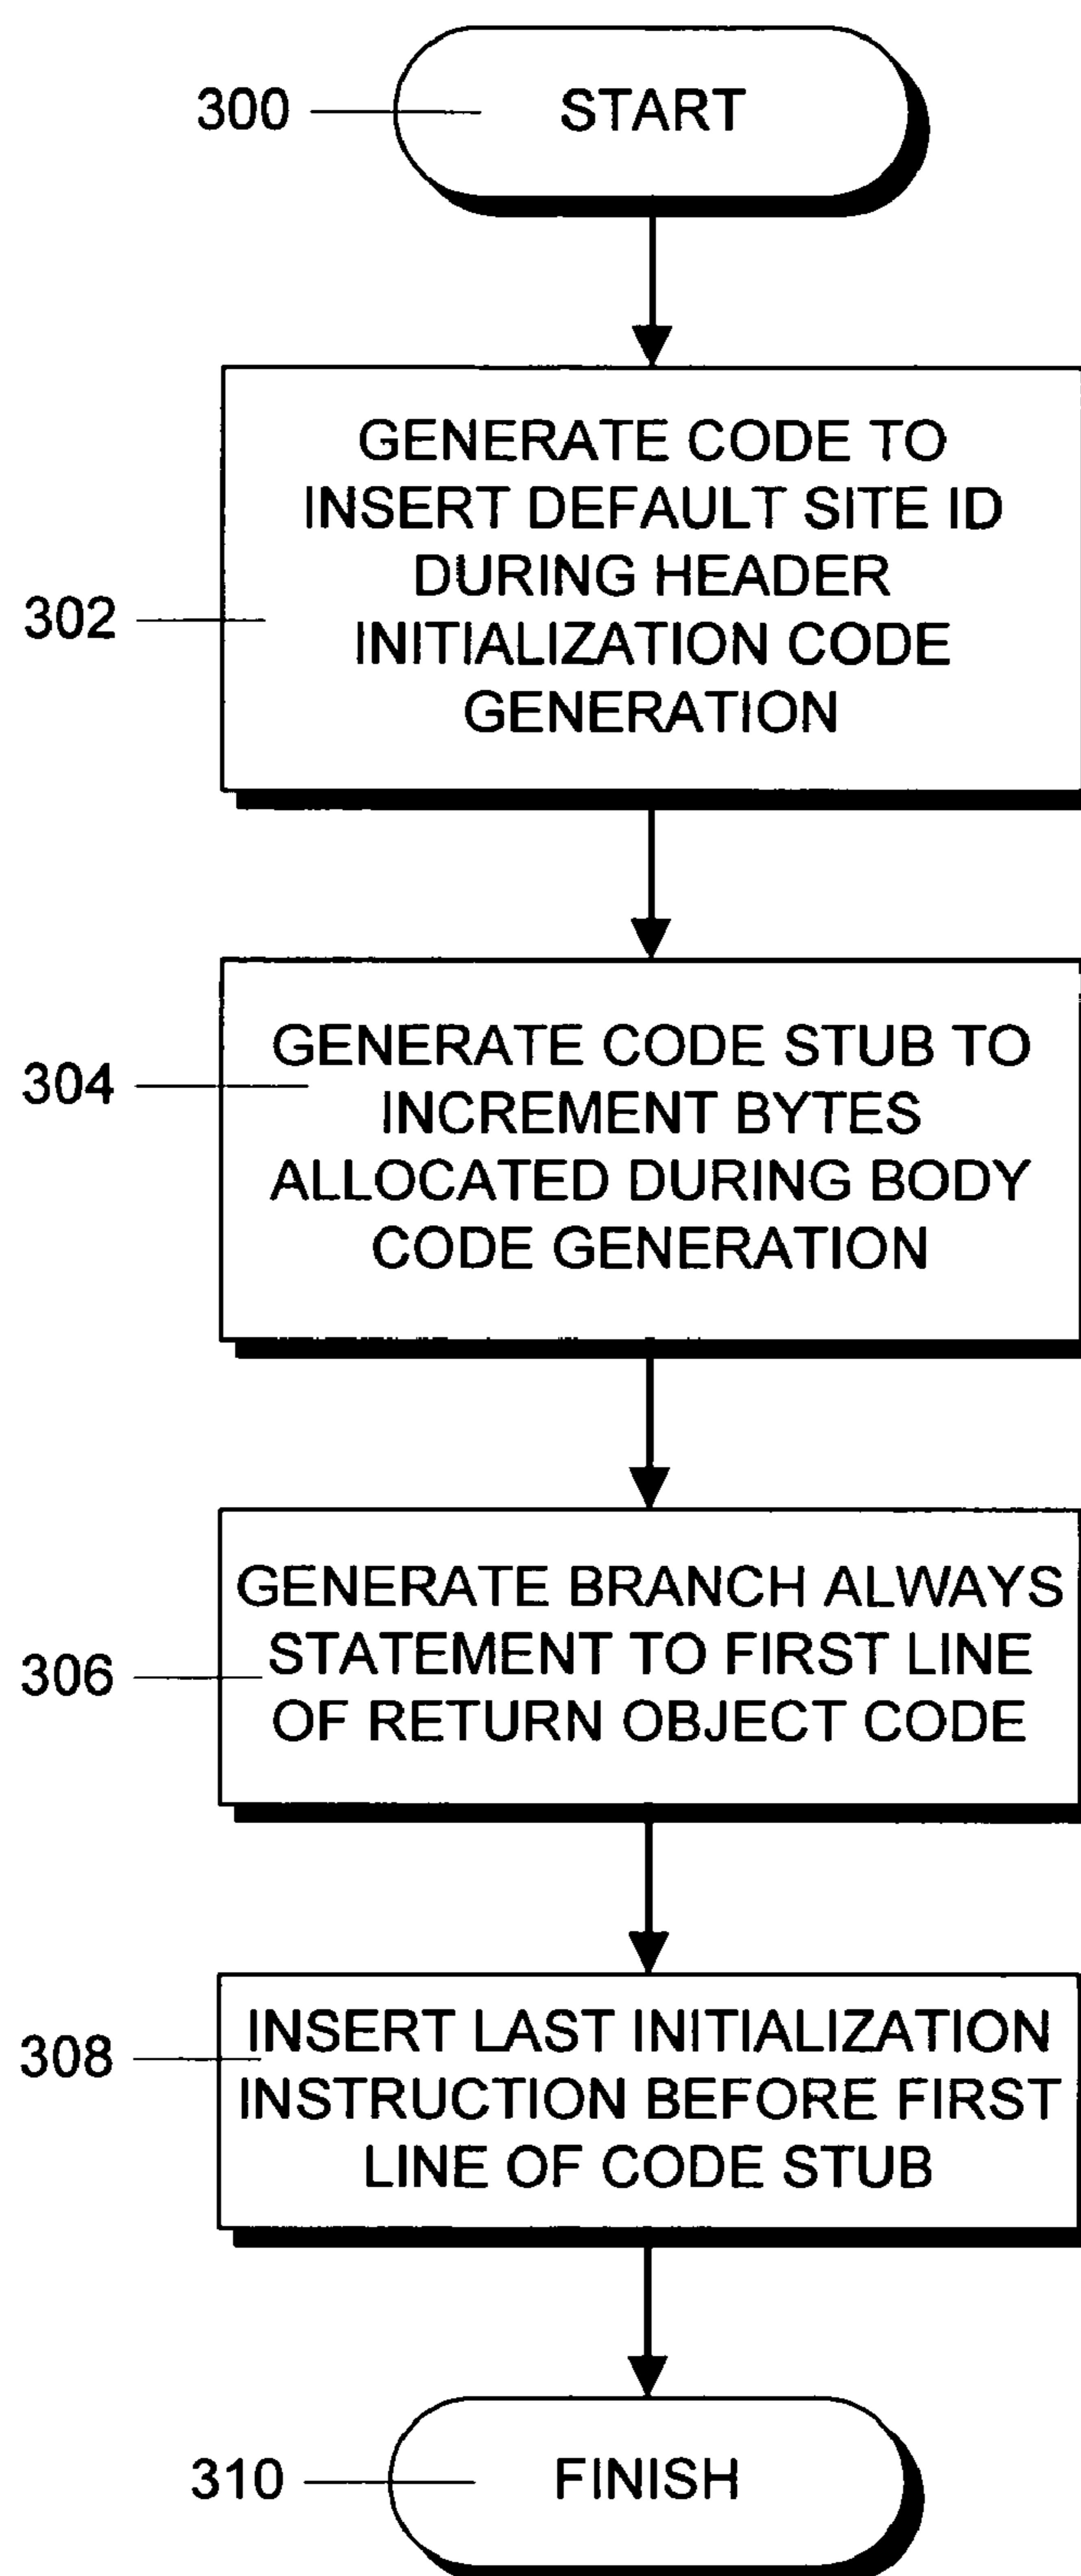 300
START
302
GENERATE CODE TO
INSERT DEFAULT SITE ID
DURING HEADER
INITIALIZATION CODE
GENERATION
304
GENERATE CODE STUB TO
INCREMENT BYTES
ALLOCATED DURING BODY
CODE GENERATION
306
GENERATE BRANCH ALWAYS
STATEMENT TO FIRST LINE
OF RETURN OBJECT CODE
308
INSERT LAST INITIALIZATION
INSTRUCTION BEFORE FIRST
LINE OF CODE STUB
310
FINISH